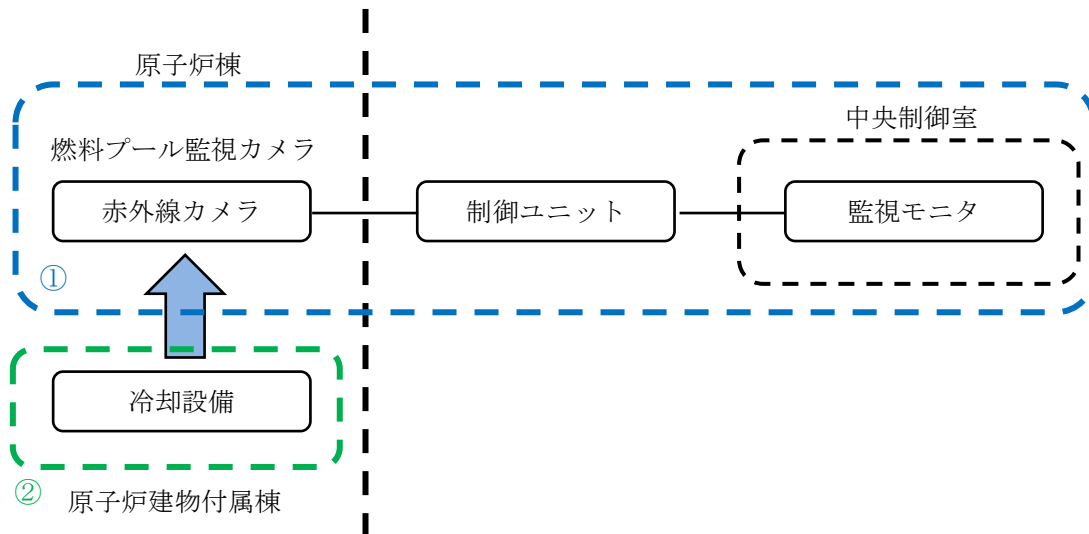 原子炉棟
中央制御室
燃料プール監視カメラ
赤外線カメラ
制御ユニット
監視モニタ
①
冷却設備
②
原子炉建物付属棟